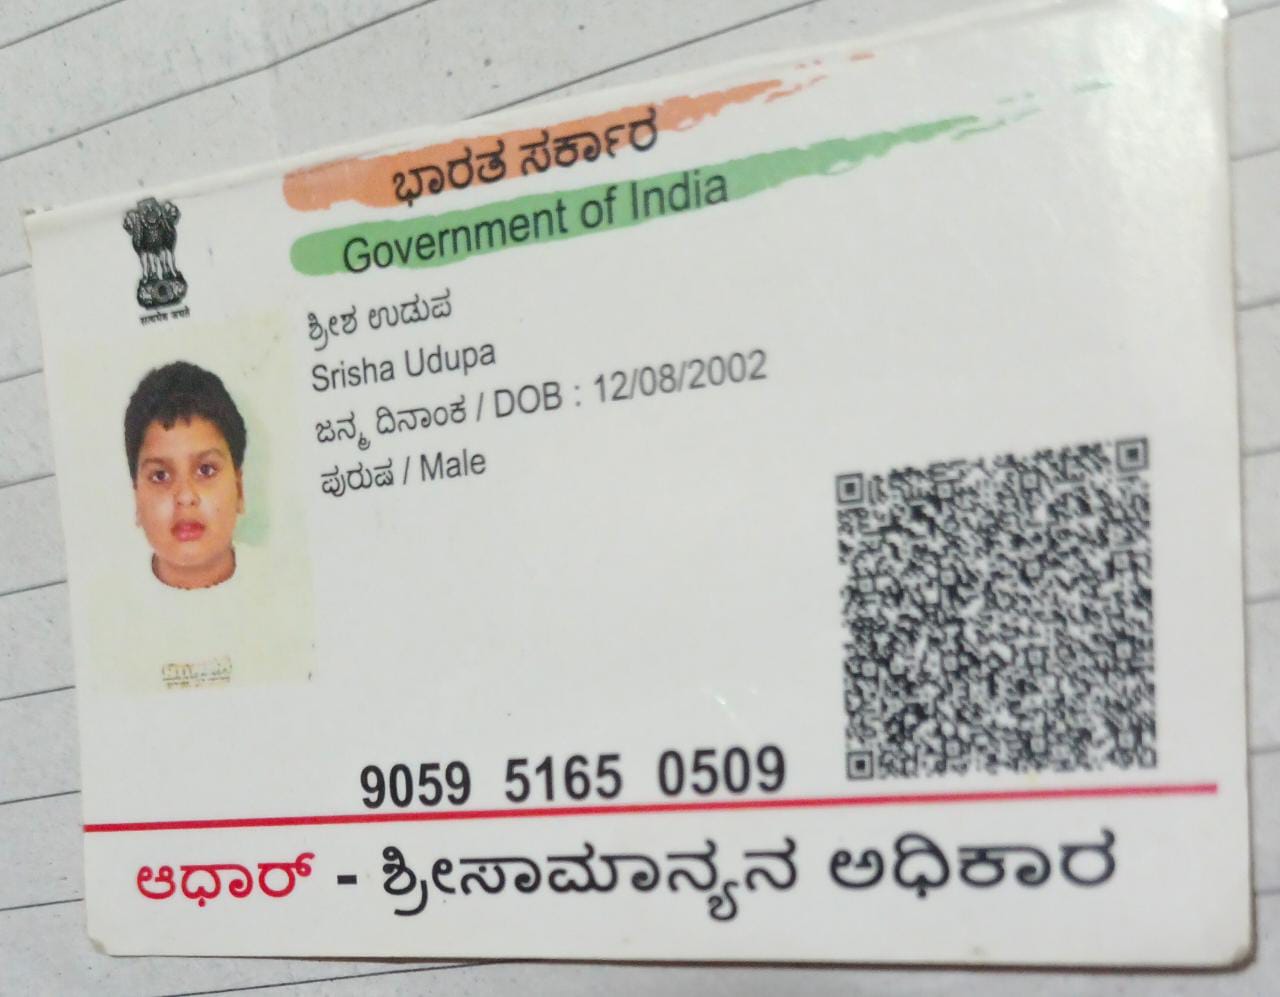 ಭಾರತ ಸರ್ಕಾರ
Government of India
सत्यमेव जयते
ಶ್ರೀಶ ಉಡುಪ
Srisha Udupa
ಜನ್ಮ ದಿನಾಂಕ / DOB : 12/08/2002
ಪುರುಷ / Male
9059 5165 0509
ಆಧಾರ್ - ಶ್ರೀಸಾಮಾನ್ಯನ ಅಧಿಕಾರ